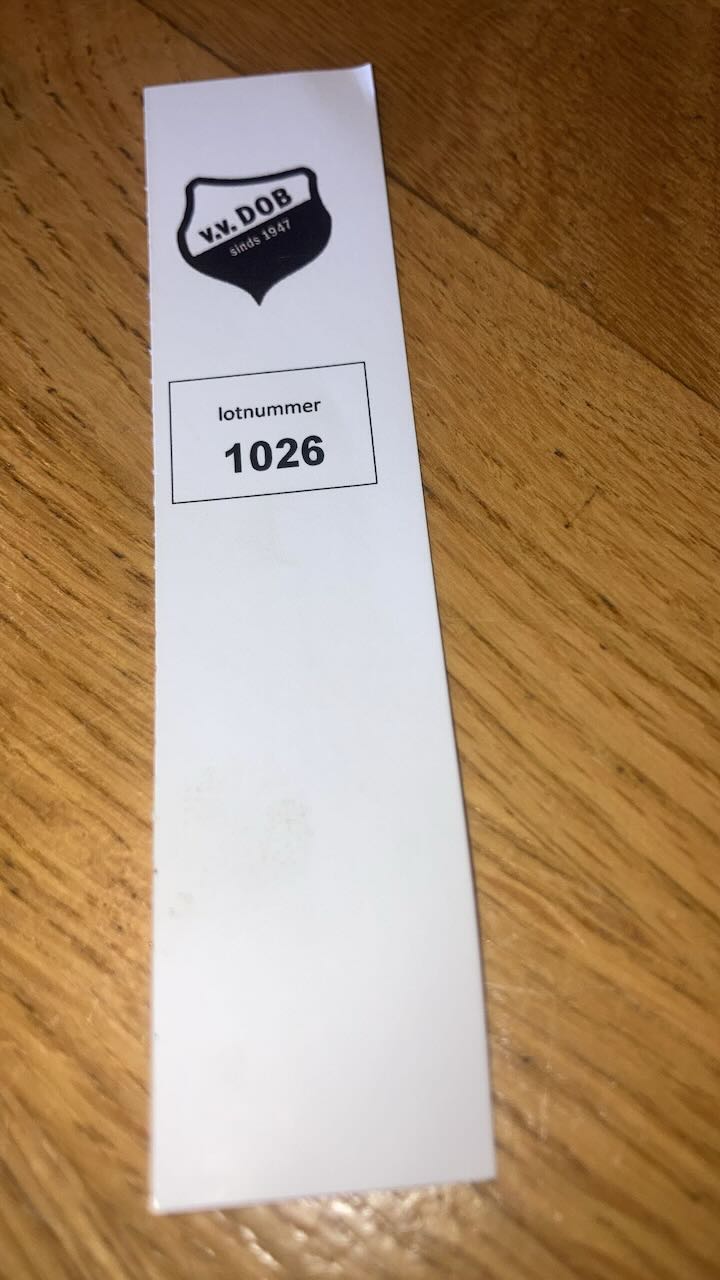 v.v. DOB
sinds 1947
lotnummer
1026